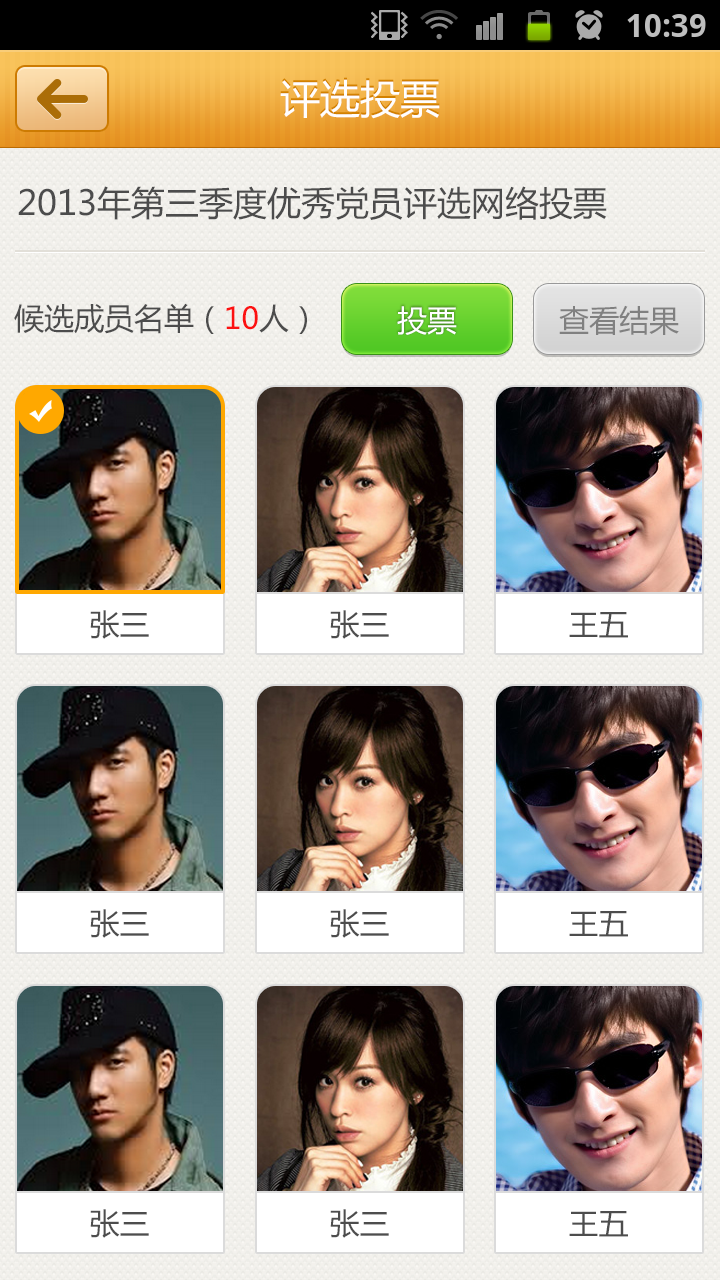 10:39
评选投票
2013年第三季度优秀党员评选网络投票
候选成员名单（10人） 投票 查看结果
张三 张三 王五
张三 张三 王五
张三 张三 王五